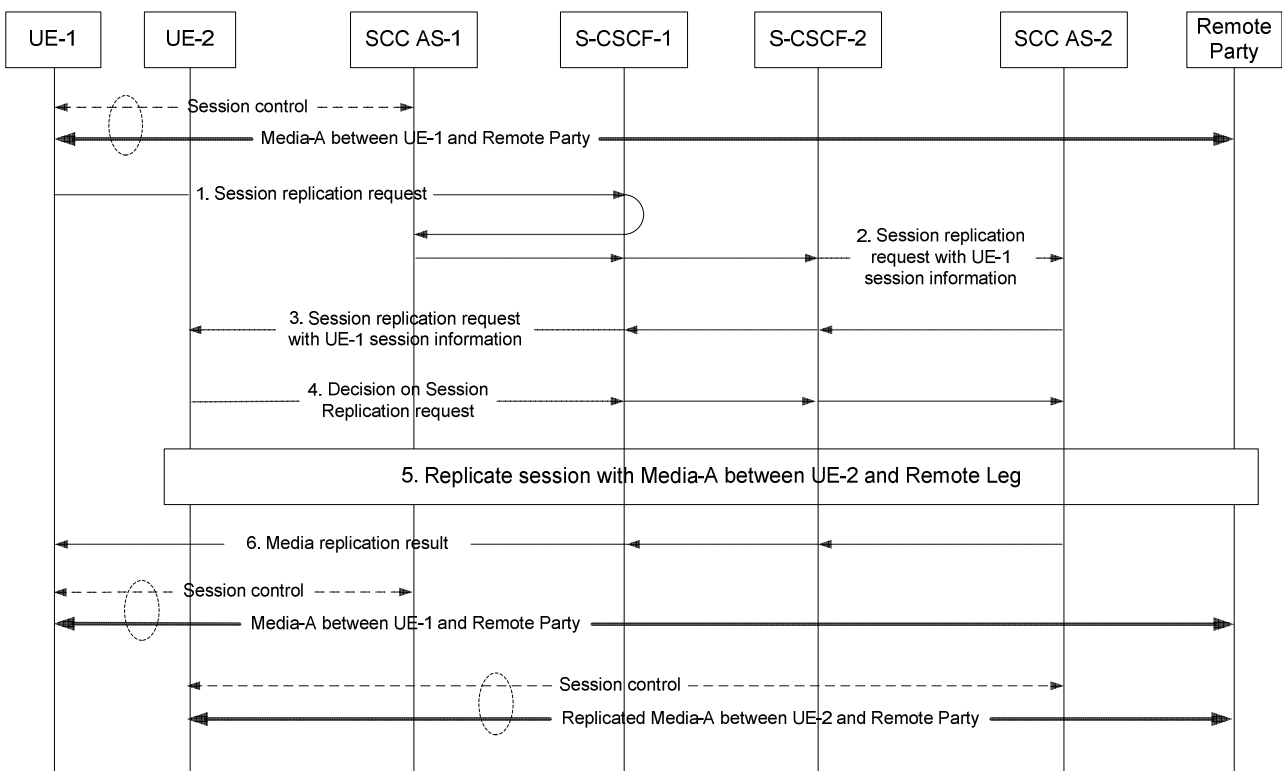 UE-1
UE-2
SCC AS-1
S-CSCF-1
S-CSCF-2
SCC AS-2
Remote
Party
Session control
Media-A between UE-1 and Remote Party
1. Session replication request
2. Session replication
request with UE-1
session information
3. Session replication request
with UE-1 session information
4. Decision on Session
Replication request
5. Replicate session with Media-A between UE-2 and Remote Leg
6. Media replication result
Session control
Media-A between UE-1 and Remote Party
Session control
Replicated Media-A between UE-2 and Remote Party